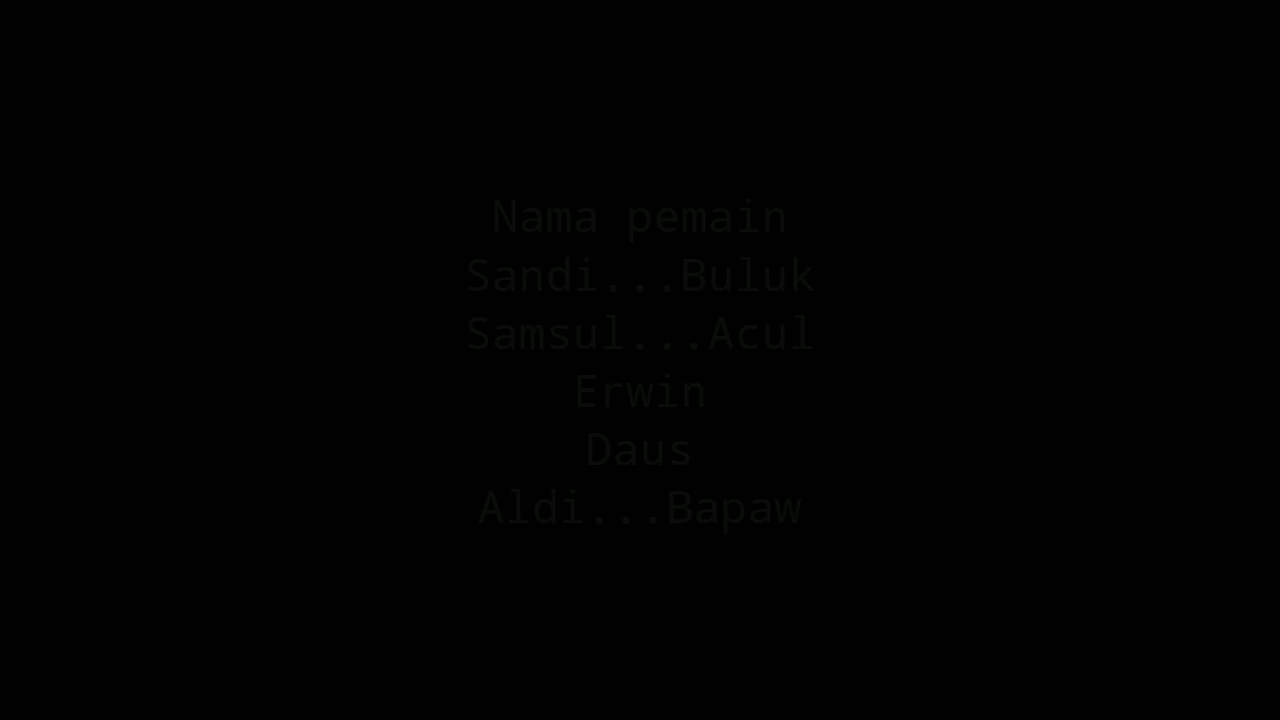 Nama pemain
Sandi...Buluk
Samsul...Acul
Erwin
Daus
Aldi...Bapaw